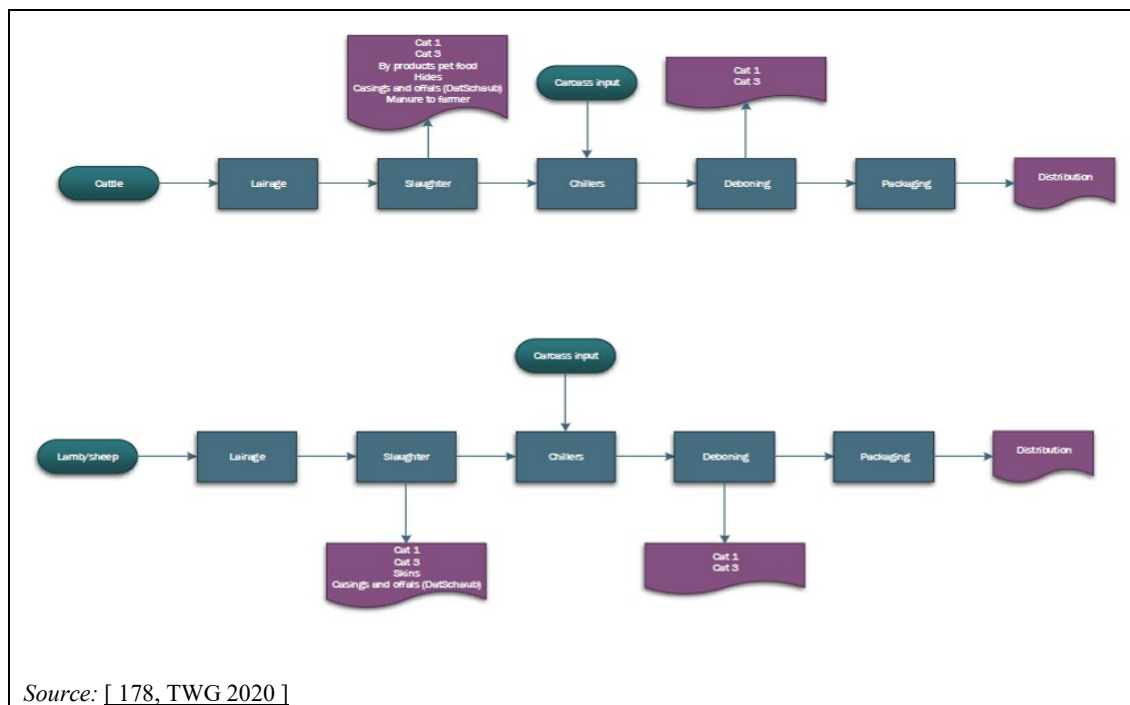 Cat 1
Cat 3
By products pet food
Hides
Casings and offals (DatSchaub)
Manure to farmer
Carcass input
Cat 1
Cat 3
Cattle
Lairage
Slaughter
Chillers
Deboning
Packaging
Distribution
Carcass input
Lamb/sheep
Lairage
Slaughter
Chillers
Deboning
Packaging
Distribution
Cat 1
Cat 3
Skins
Casings and offals (DatSchaub)
Cat 1
Cat 3
Source: [ 178, TWG 2020 ]